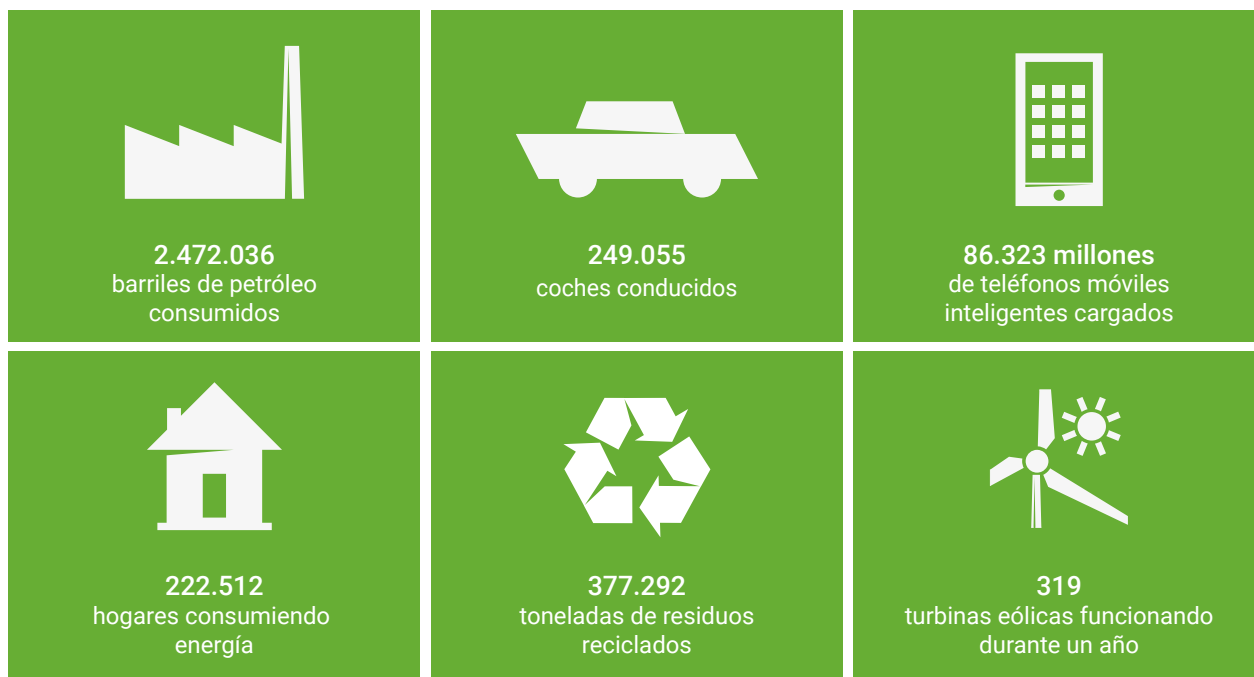 2.472.036
barriles de petróleo
consumidos
249.055
coches conducidos
86.323 millones
de teléfonos móviles
inteligentes cargados
222.512
hogares consumiendo
energía
377.292
toneladas de residuos
reciclados
319
turbinas eólicas funcionando
durante un año